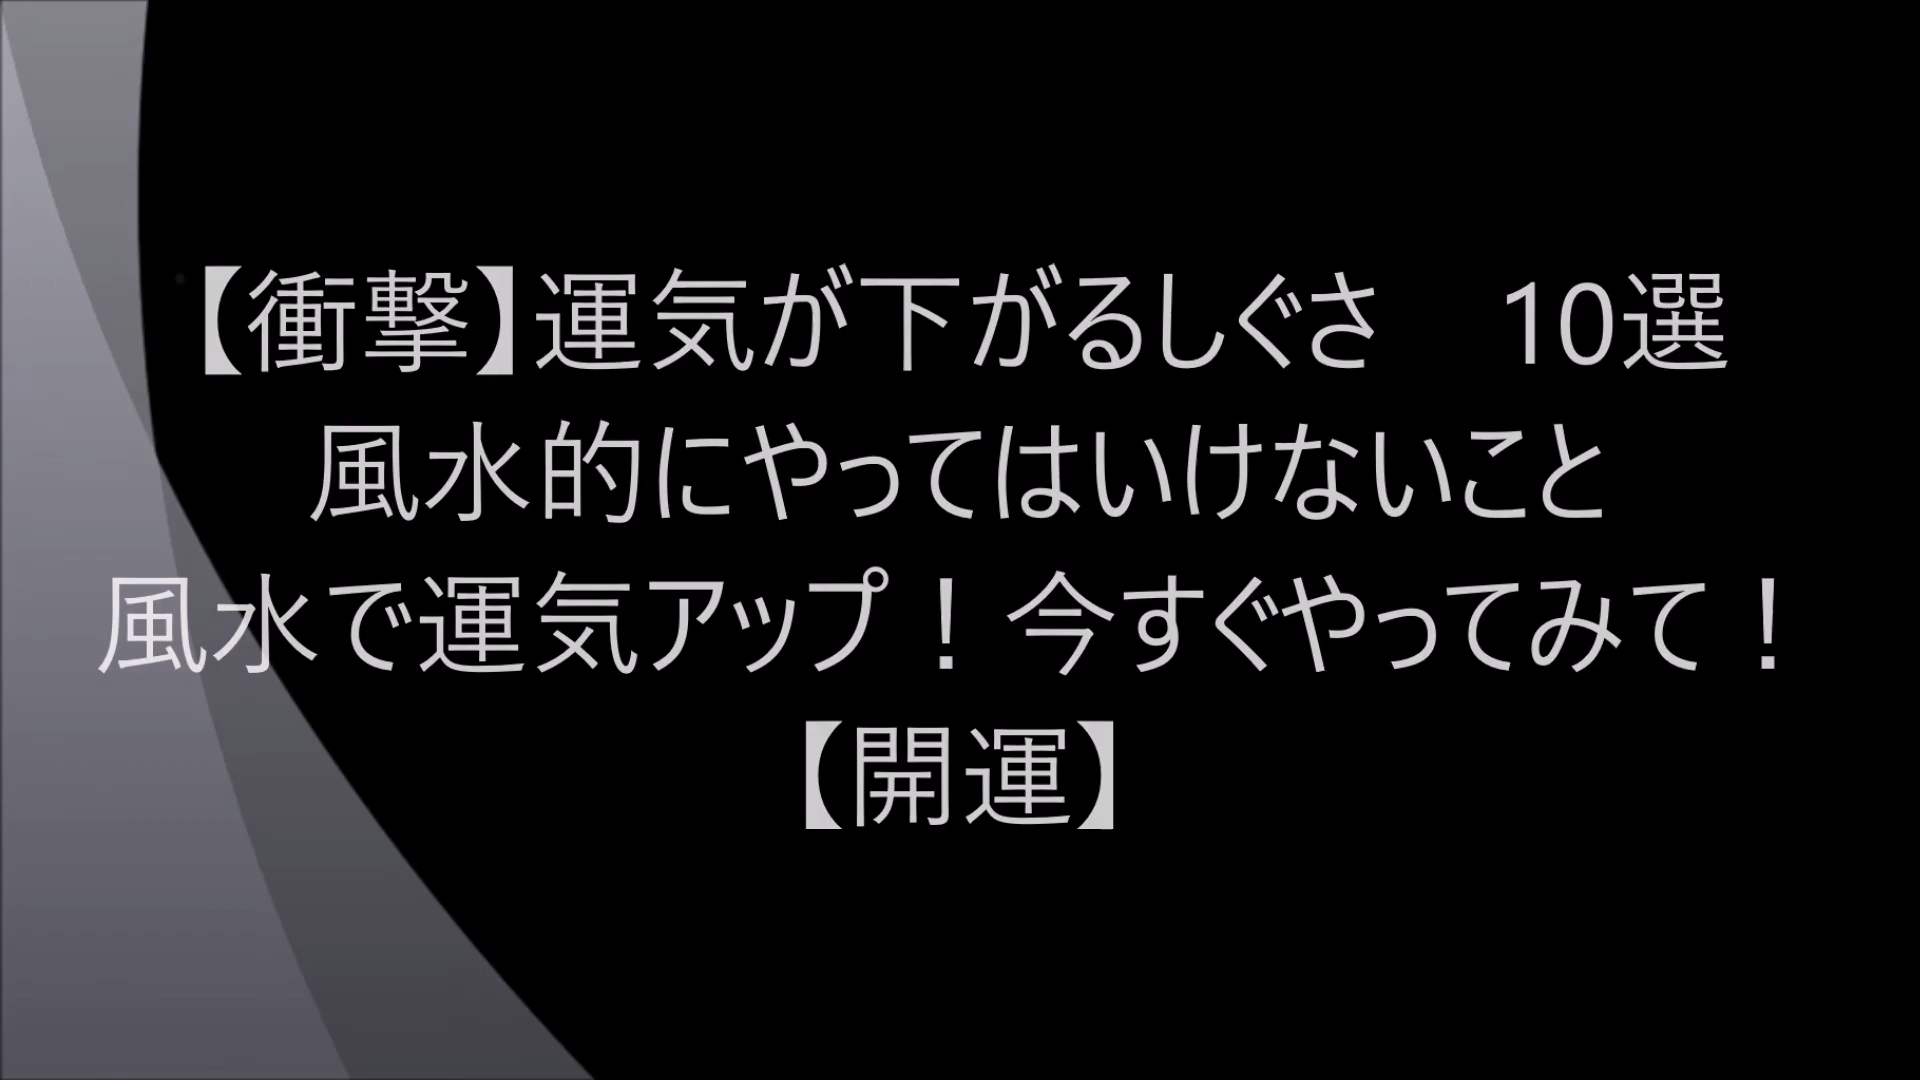 【衝撃】運気が下がるしぐさ　10選
風水的にやってはいけないこと
風水で運気アップ！今すぐやってみて！
【開運】